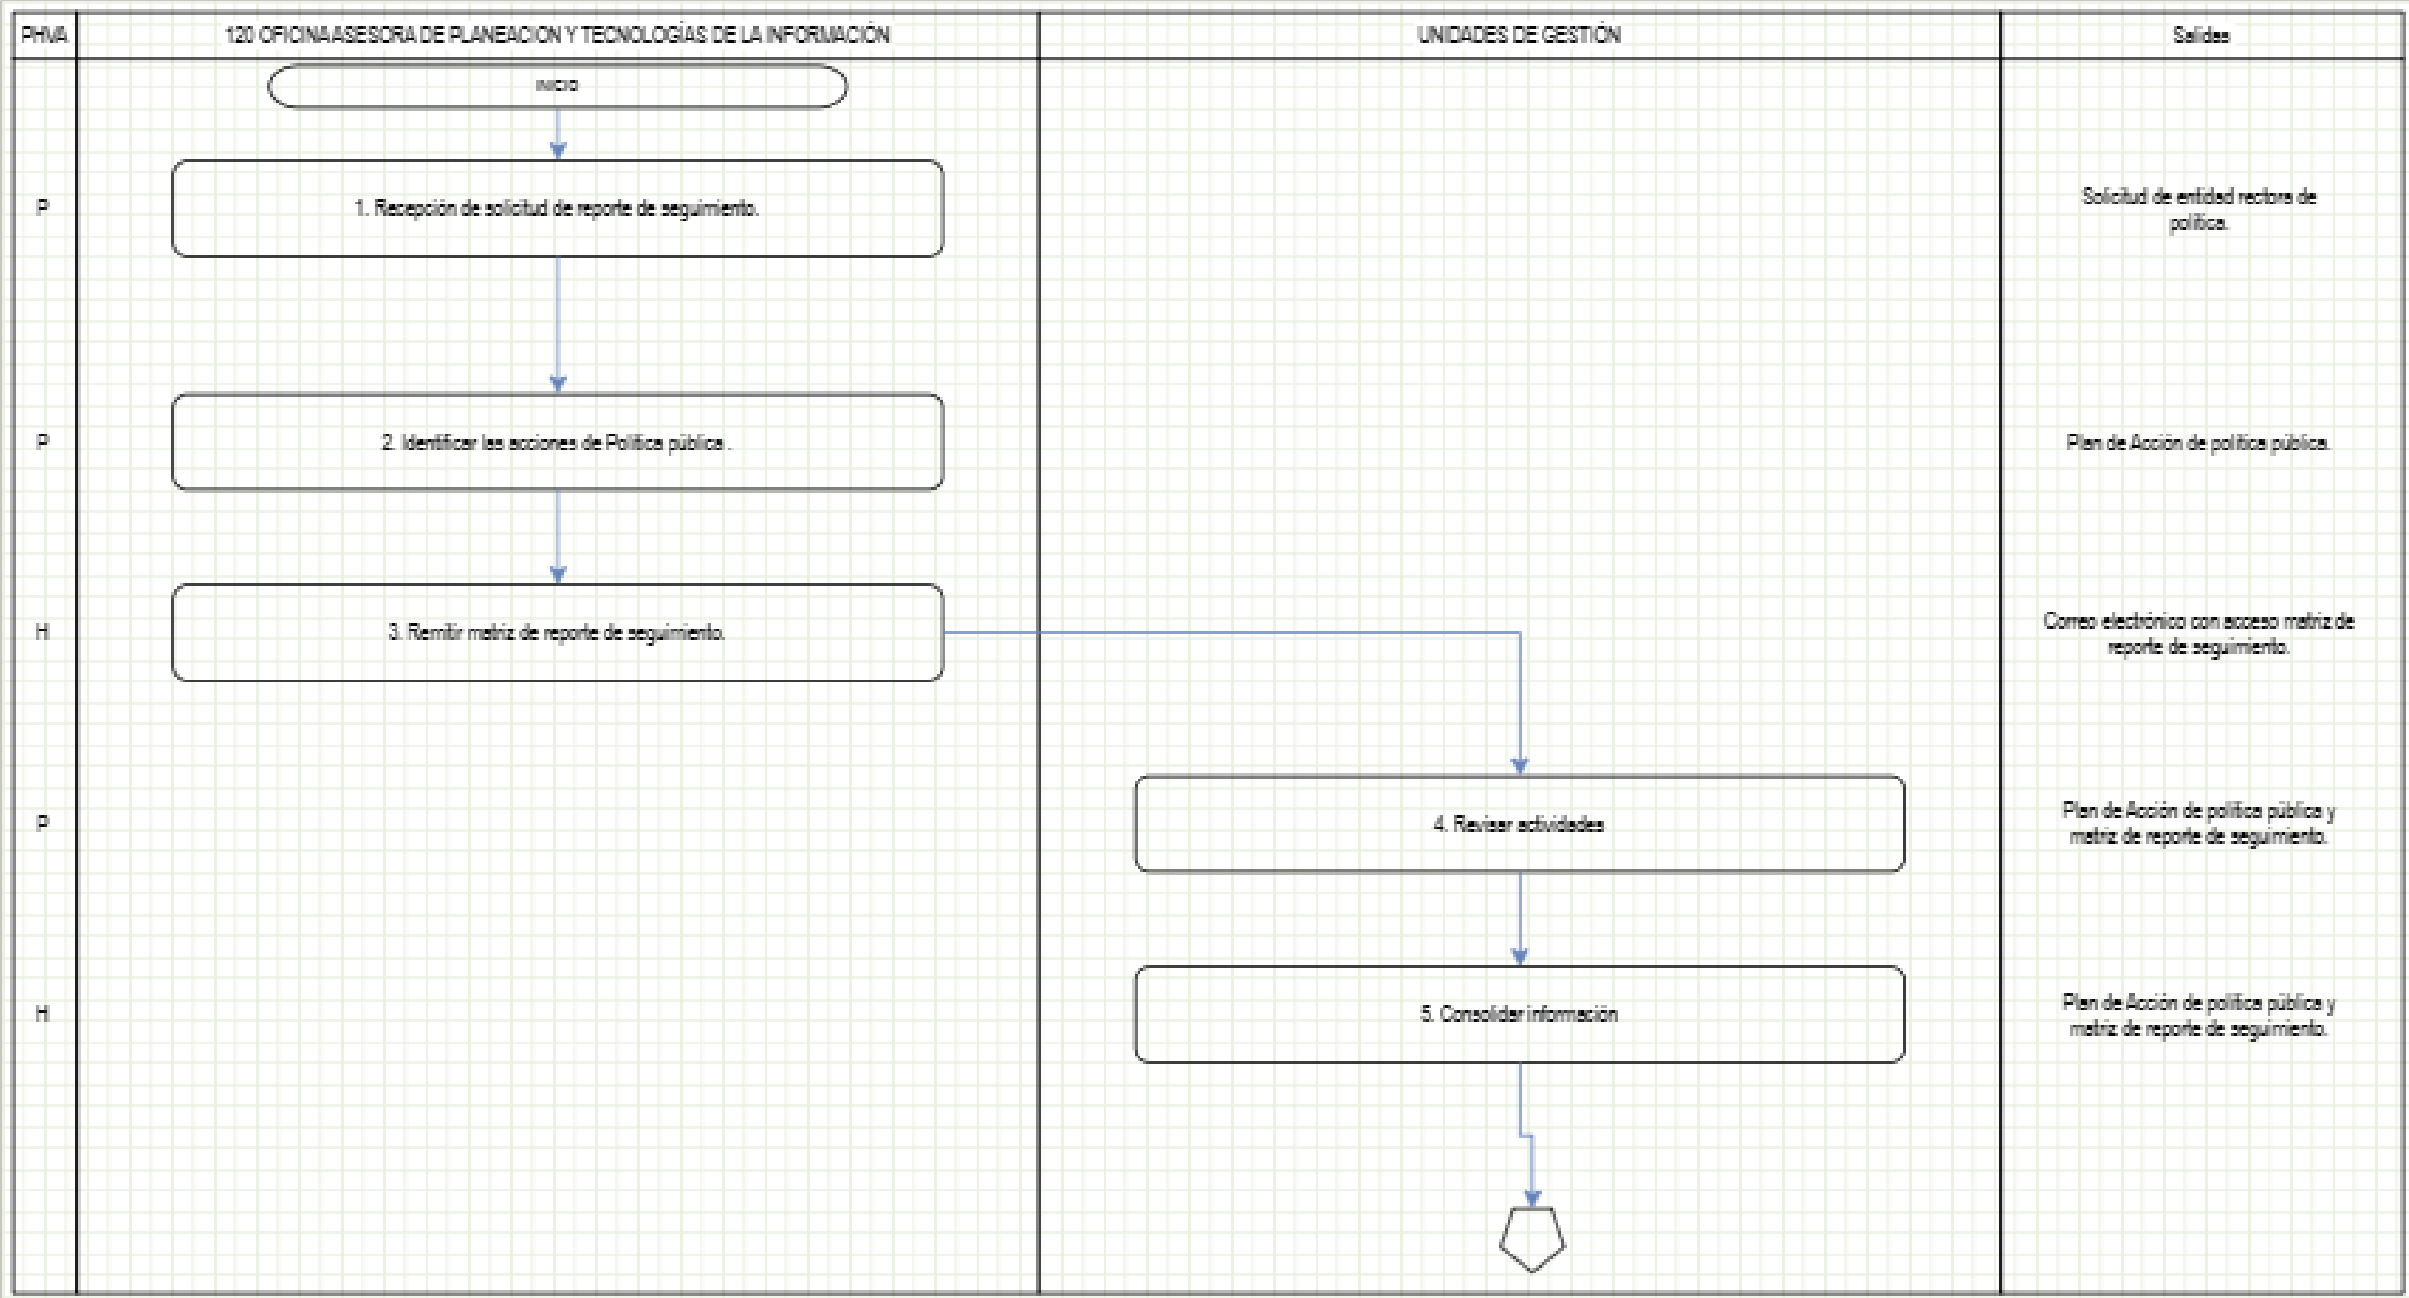 PHVA
120 OFICINA ASESORA DE PLANEACION Y TECNOLOGÍAS DE LA INFORMACIÓN
UNIDADES DE GESTIÓN
Salidas
INICIO
P
1. Recepción de solicitud de reporte de seguimiento.
Solicitud de entidad rectora de
política.
P
2. Identificar las acciones de Política pública .
Plan de Acción de política pública.
H
3. Remitir matriz de reporte de seguimiento.
Correo electrónico con acceso matriz de
reporte de seguimiento.
P
4. Revisar actividades
Plan de Acción de política pública y
matriz de reporte de seguimiento.
H
5. Consolidar información
Plan de Acción de política pública y
matriz de reporte de seguimiento.